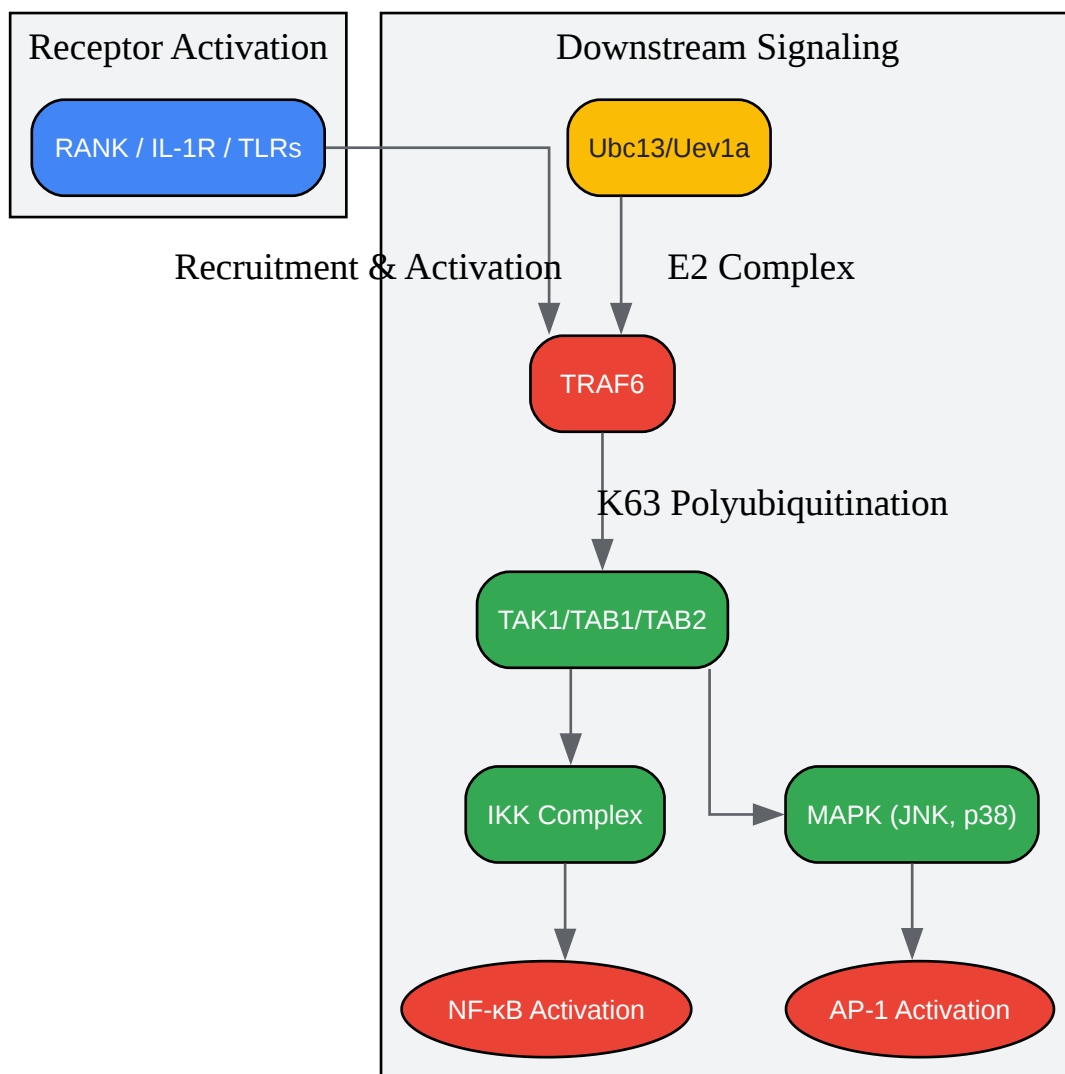 Receptor Activation
Downstream Signaling
RANK / IL-1R / TLRs
Ubc13/Uev1a
Recruitment & Activation
E2 Complex
TRAF6
K63 Polyubiquitination
TAK1/TAB1/TAB2
IKK Complex
MAPK (JNK, p38)
NF-κB Activation
AP-1 Activation